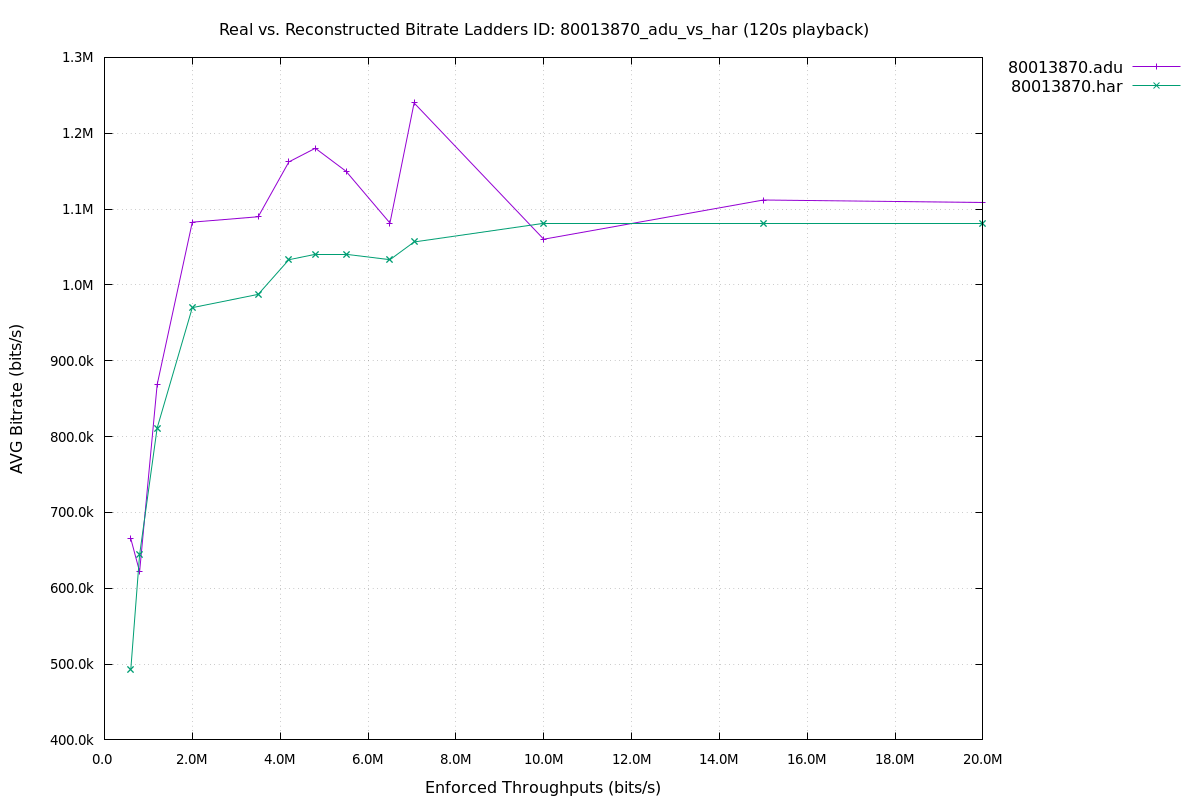 Real vs. Reconstructed Bitrate Ladders ID: 80013870_adu_vs_har (120s playback)
80013870.adu
80013870.har
1.3M
1.2M
1.1M
1.0M
900.0k
800.0k
700.0k
600.0k
500.0k
400.0k
AVG Bitrate (bits/s)
0.0 2.0M 4.0M 6.0M 8.0M 10.0M 12.0M 14.0M 16.0M 18.0M 20.0M
Enforced Throughputs (bits/s)